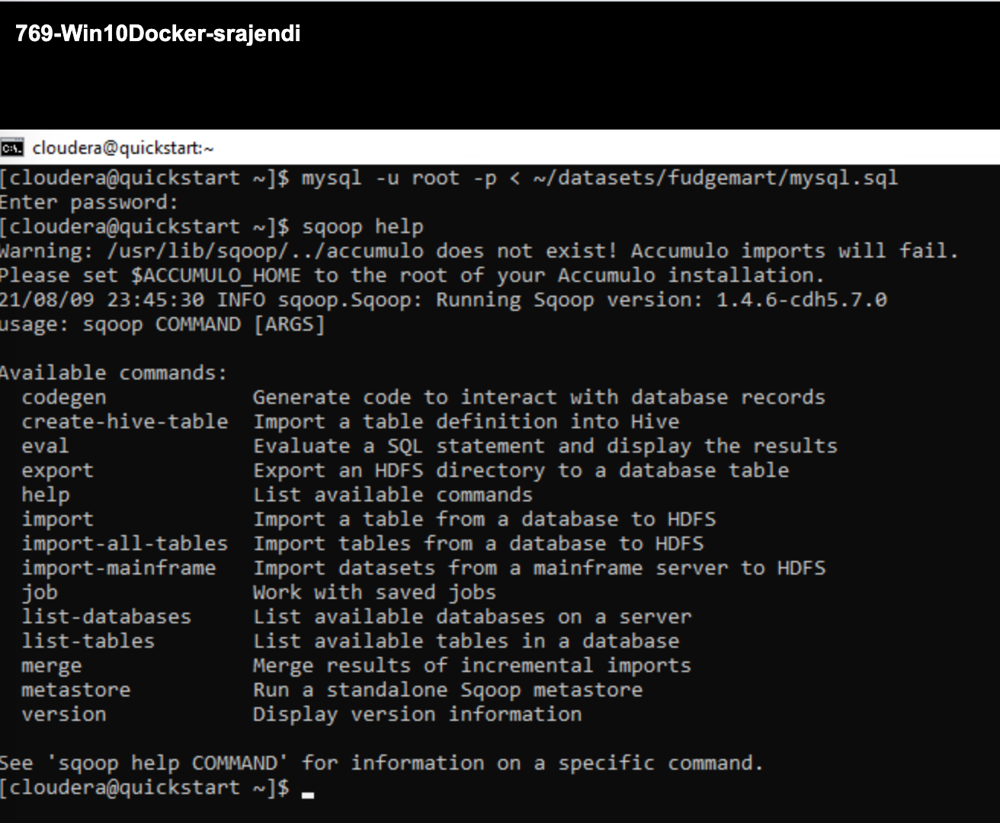 769-Win10Docker-srajendi
cloudera@quickstart:~
[cloudera@quickstart ~]$ mysql -u root -p < ~/datasets/fudgemart/mysql.sql
Enter password:
[cloudera@quickstart ~]$ sqoop help
Warning: /usr/lib/sqoop/../accumulo does not exist! Accumulo imports will fail.
Please set $ACCUMULO_HOME to the root of your Accumulo installation.
21/08/09 23:45:30 INFO sqoop.Sqoop: Running Sqoop version: 1.4.6-cdh5.7.0
usage: sqoop COMMAND [ARGS]

Available commands:
  codegen            Generate code to interact with database records
  create-hive-table  Import a table definition into Hive
  eval               Evaluate a SQL statement and display the results
  export             Export an HDFS directory to a database table
  help               List available commands
  import             Import a table from a database to HDFS
  import-all-tables  Import tables from a database to HDFS
  import-mainframe   Import datasets from a mainframe server to HDFS
  job                Work with saved jobs
  list-databases     List available databases on a server
  list-tables        List available tables in a database
  merge              Merge results of incremental imports
  metastore          Run a standalone Sqoop metastore
  version            Display version information

See 'sqoop help COMMAND' for information on a specific command.
[cloudera@quickstart ~]$